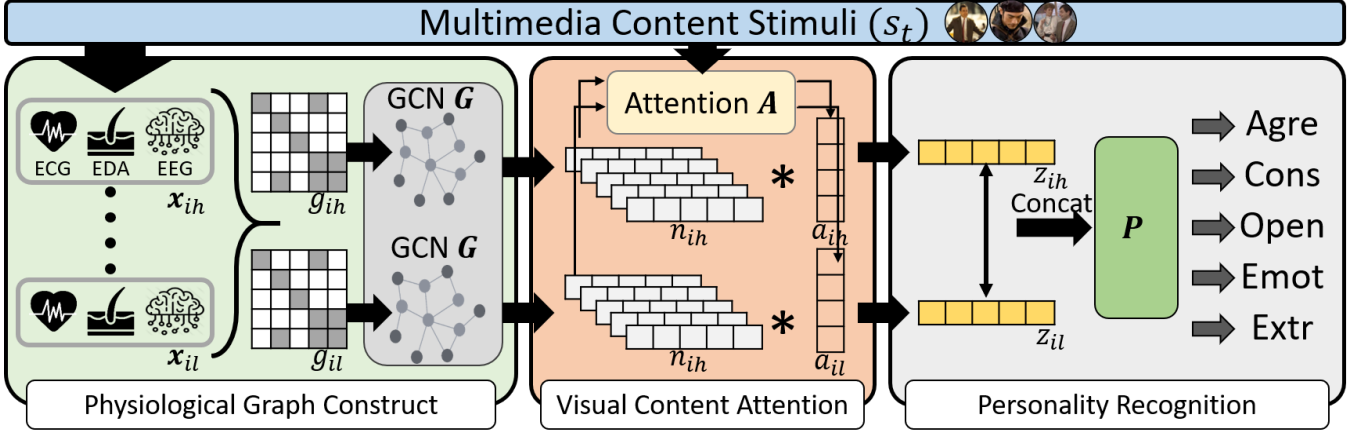 Multimedia Content Stimuli (s_t)
ECG EDA EEG
x_ih
g_ih
GCN G
GCN G
x_il
g_il
Physiological Graph Construct
Attention A
*
n_ih
a_ih
*
n_ih
a_il
Visual Content Attention
z_ih
Concat
z_il
P
Agre
Cons
Open
Emot
Extr
Personality Recognition